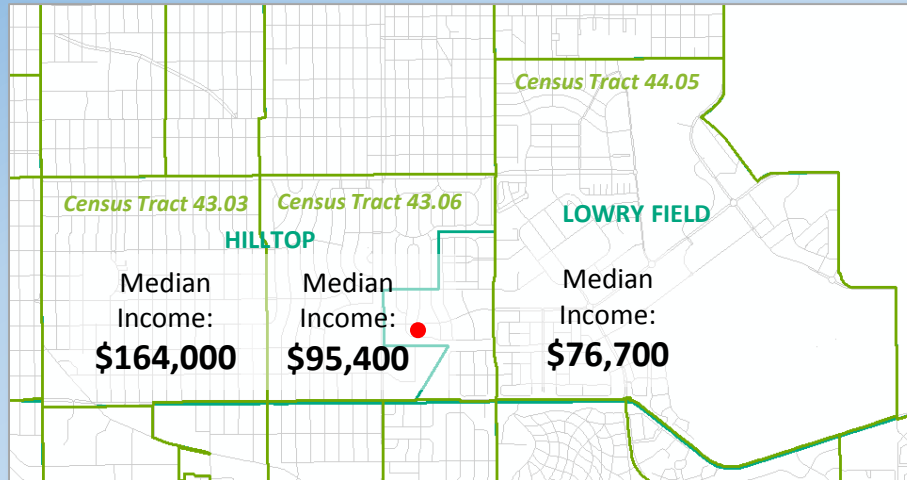 Census Tract 44.05
Census Tract 43.03
Census Tract 43.06
LOWRY FIELD
HILLTOP
Median
Income:
$164,000
Median
Income:
$95,400
Median
Income:
$76,700